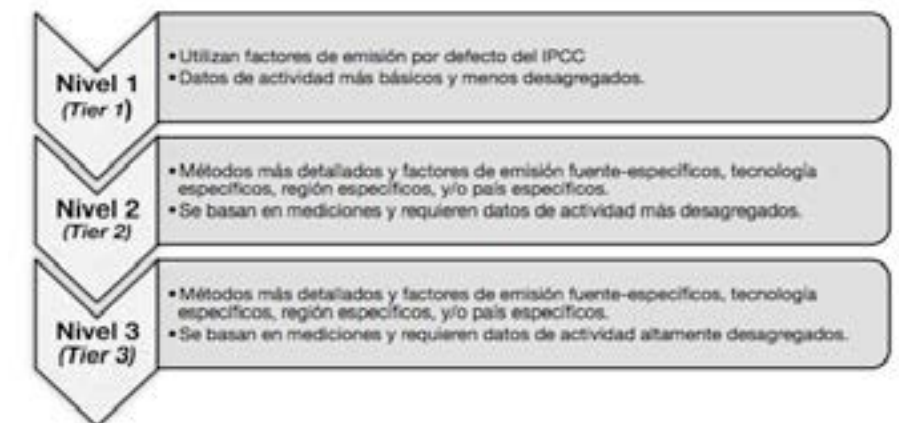 Nivel 1
(Tier 1)
• Utilizan factores de emisión por defecto del IPCC
• Datos de actividad más básicos y menos desagregados.
Nivel 2
(Tier 2)
• Métodos más detallados y factores de emisión fuente-específicos, tecnología
específicos, región específicos, y/o país específicos.
• Se basan en mediciones y requieren datos de actividad más desagregados.
Nivel 3
(Tier 3)
• Métodos más detallados y factores de emisión fuente-específicos, tecnología
específicos, región específicos, y/o país específicos.
• Se basan en mediciones y requieren datos de actividad altamente desagregados.